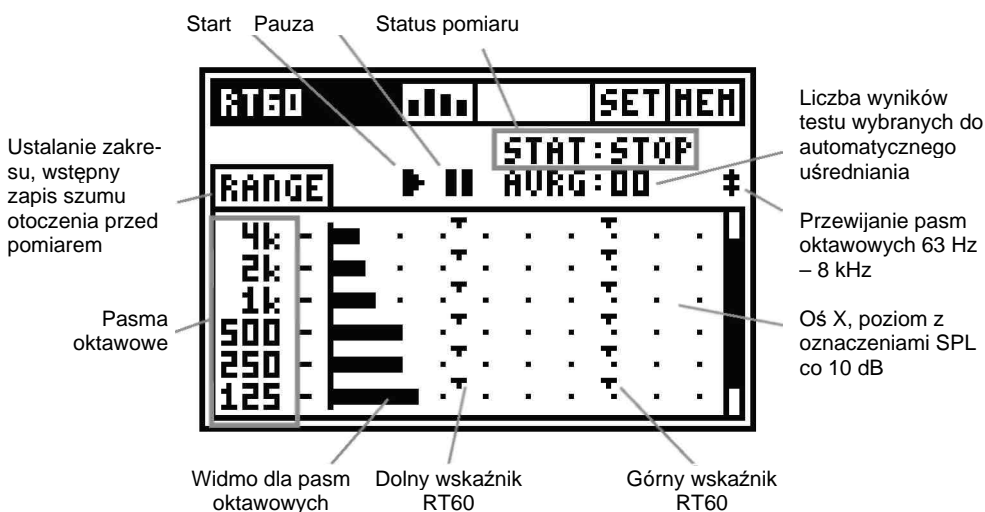 Start Pauza Status pomiaru
RT60 SET MEM
STAT:STOP
RANGE AVRG:00
4k
2k
1k
500
250
125
Ustalanie zakre-
su, wstępny
zapis szumu
otoczenia przed
pomiarem
Pasma
oktawowe
Liczba wyników
testu wybranych do
automatycznego
uśredniania
Przewijanie pasm
oktawowych 63 Hz
– 8 kHz
Oś X, poziom z
oznaczeniami SPL
co 10 dB
Widmo dla pasm
oktawowych
Dolny wskaźnik
RT60
Górny wskaźnik
RT60